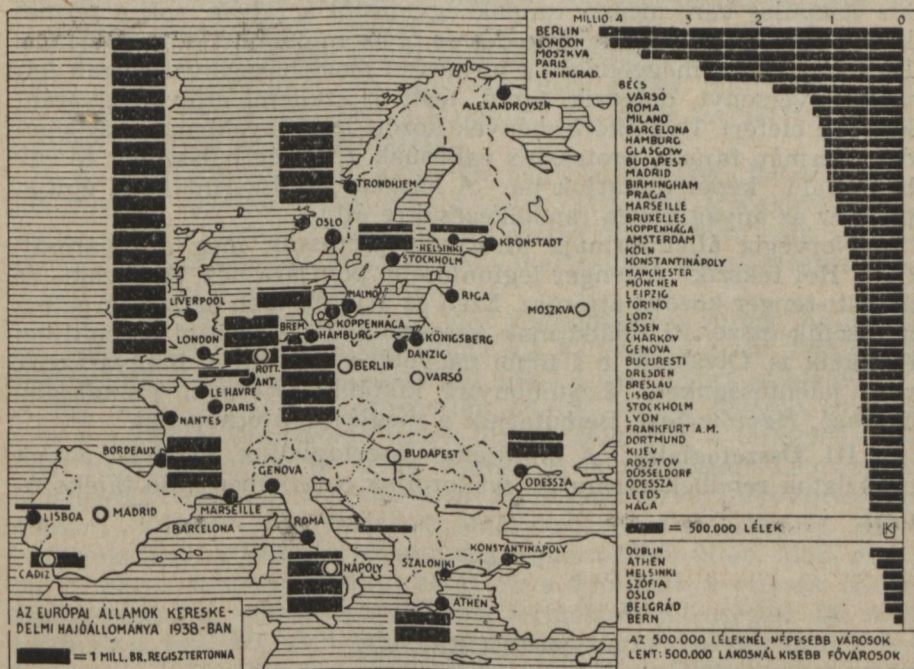 MILLIÓ 4 3 2 1 0
BERLIN
LONDON
MOSZKVA
PARIS
LENINGRAD
BÉCS
VARSÓ
ROMA
MILANO
BARCELONA
HAMBURG
GLASGOW
BUDAPEST
MADRID
BIRMINGHAM
PRAGA
MARSEILLE
BRUXELLES
KOPPENHÁGA
AMSTERDAM
KÖLN
KONSTANTINÁPOLY
MANCHESTER
MÜNCHEN
LEIPZIG
TORINO
LODZ
ESSEN
CHARKOV
GENOVA
BUCUREŞTI
DRESDEN
BRESLAU
LISBOA
STOCKHOLM
LYON
FRANKFURT A.M.
DORTMUND
KIJEV
ROSZTOV
DÜSSELDORF
ODESSZA
LEEDS
HÁGA
= 500.000 LÉLEK
K
DUBLIN
ATHÉN
HELSINKI
SZÓFIA
OSLO
BELGRÁD
BERN
AZ 500.000 LÉLEKNÉL NÉPESEBB VÁROSOK
LENT: 500.000 LAKOSNÁL KISEBB FŐVÁROSOK
ALEXANDROVSZK
TRONDHJEM
OSLO
HELSINKI
KRONSTADT
STOCKHOLM
MALMÖ
RIGA
MOSZKVA
LIVERPOOL
KOPPENHÁGA
BREM.
HAMBURG
KÖNIGSBERG
DANZIG
LONDON
ROTT.
ANT.
BERLIN
VARSÓ
LE HAVRE
PARIS
NANTES
BORDEAUX
BUDAPEST
GENOVA
ODESSZA
MARSEILLE
LISBOA
MADRID
BARCELONA
ROMA
KONSTANTINÁPOLY
CADIZ
NÁPOLY
SZALONIKI
ATHÉN
AZ EURÓPAI ÁLLAMOK KERESKE-
DELMI HAJÓÁLLOMÁNYA 1938-BAN
= 1 MILL. BR. REGISZTERTONNA